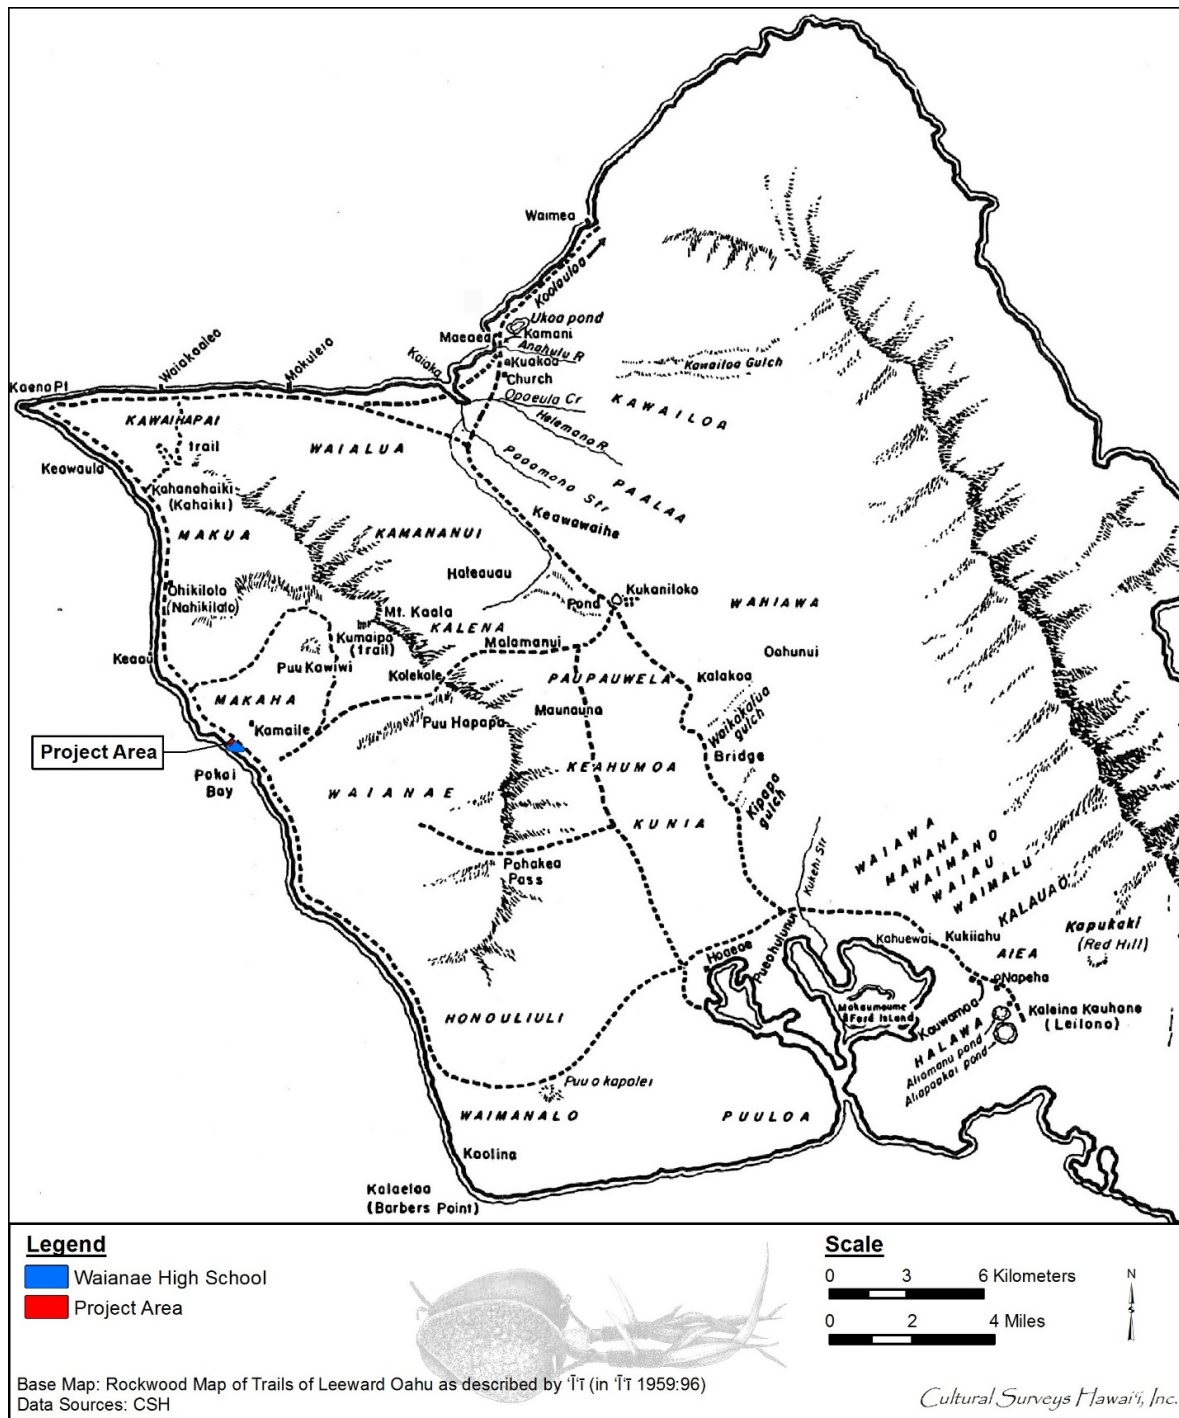 Waimea
Koolauloa
Ukoa pond
Maeaea
Kamani
Anahulu R
Kuakoa
Church
Kawailoa Gulch
Waiakaalea
Mokuleia
Kaiaka
Kaena Pt
Opaeula Cr
Helemano R
KAWAILOA
KAWAIHAPAI
trail
WAIALUA
Keawaula
Poamoho Str
PAALAA
Kahanahaiki
(Kahaiki)
Keawawaihe
MAKUA
KAMANANUI
Haleauau
Ohikilolo
(Nahikilalo)
Pond
Kukaniloko
WAHIAWA
Mt. Kaala
KALENA
Kumaipo
(trail)
Malamanui
Oahunui
Keaau
Puu Kawiwi
Kolekole
PAUPAUWELA
Kalakoa
MAKAHA
Maunauna
Kamaile
Puu Hapapa
Waikakalua
gulch
Project Area
Bridge
Pokai
Bay
KEAHUMOA
WAIANAE
Kipapa
gulch
KUNIA
WAIAWA
MANANA
WAIMANO
WAIAU
WAIMALU
KALAUAO
Pohakea
Pass
Kukehi Str
Kapukaki
(Red Hill)
Kahuewai
Kukiiahu
AIEA
Hoaeae
Pueohulunui
Napeha
Mokaumoume
Ford Island
Kauwamoa
Kaleina Kauhane
(Leilono)
HALAWA
Aliamanu pond
Aliapaakai pond
HONOULIULI
Puu o kapolei
WAIMANALO
PUULOA
Koolina
Kalaeloa
(Barbers Point)
Legend
Waianae High School
Project Area
Scale
0 3 6 Kilometers
0 2 4 Miles
N
S
Base Map: Rockwood Map of Trails of Leeward Oahu as described by ʻĪʻī (in ʻĪʻī 1959:96)
Data Sources: CSH
Cultural Surveys Hawaiʻi, Inc.